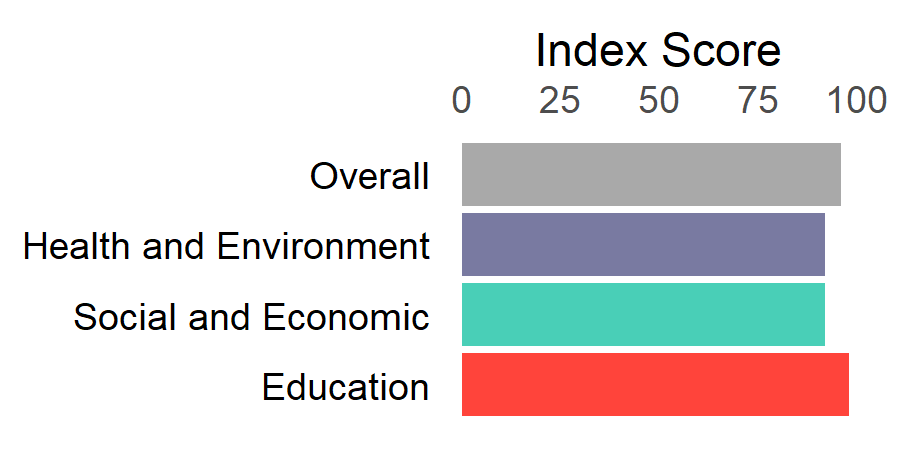 Index Score
0 25 50 75 100
Overall
Health and Environment
Social and Economic
Education